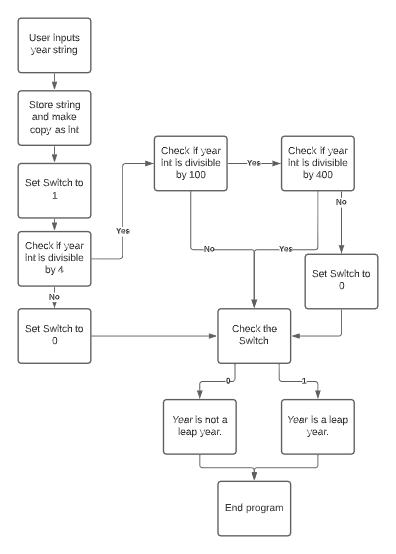 User inputs
year string
Store string
and make
copy as int
Set Switch to
1
Check if year
int is divisible
by 4
Yes
No
Set Switch to
0
Check if year
int is divisible
by 100
Yes
No
Check if year
int is divisible
by 400
No
Yes
Set Switch to
0
Check the
Switch
0
1
Year is not a
leap year.
Year is a leap
year.
End program